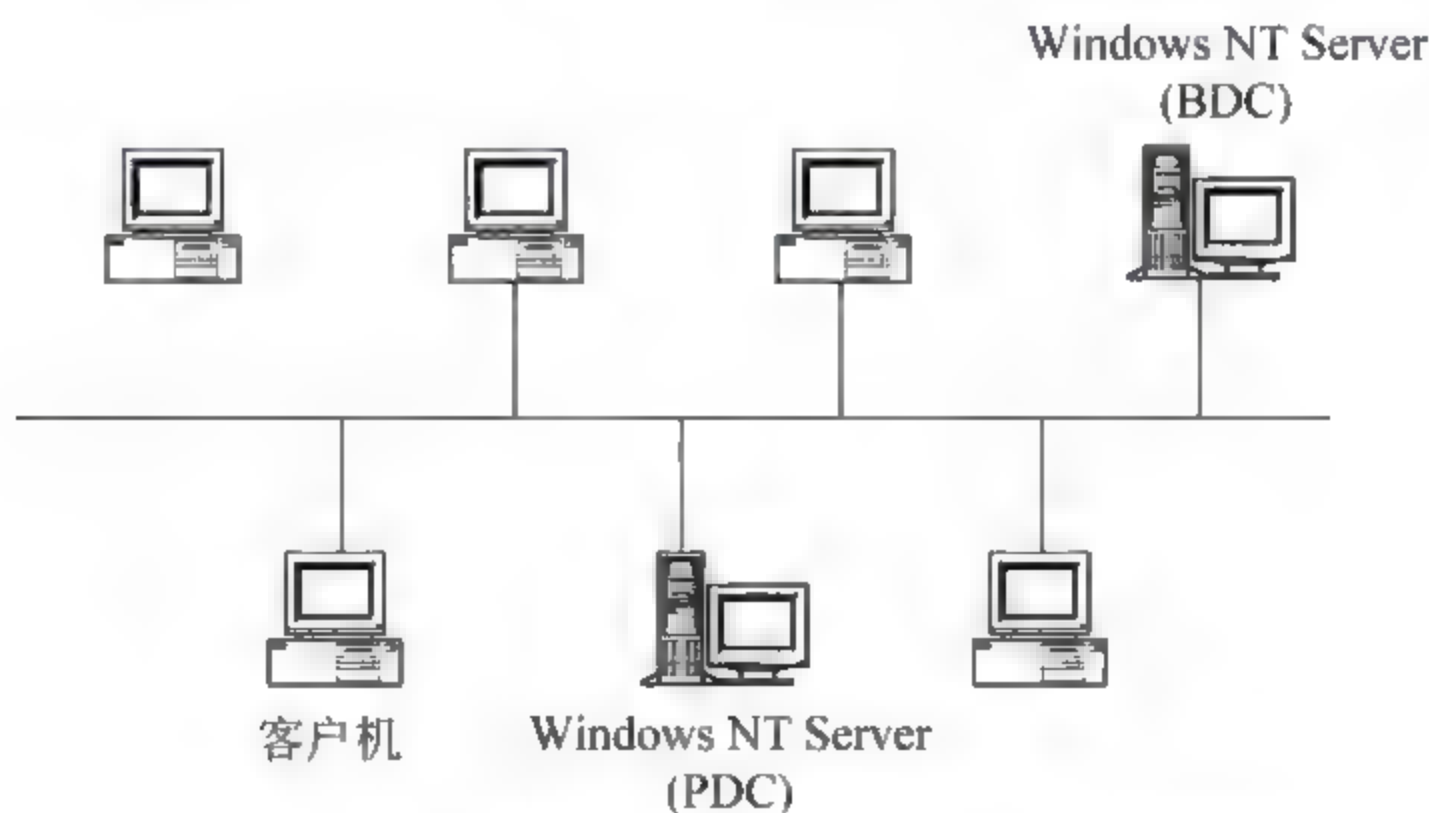 Windows NT Server
(BDC)
客户机
Windows NT Server
(PDC)